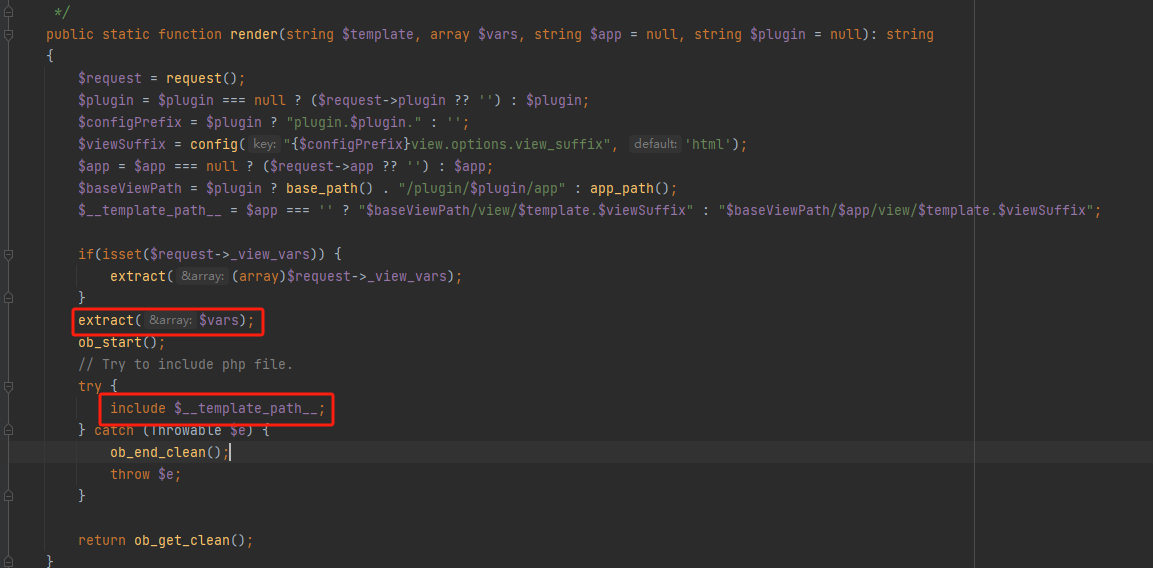 */
public static function render(string $template, array $vars, string $app = null, string $plugin = null): string
{
$request = request();
$plugin = $plugin === null ? ($request->plugin ?? '') : $plugin;
$configPrefix = $plugin ? "plugin.$plugin." : '';
$viewSuffix = config( key: "{$configPrefix}view.options.view_suffix", default: 'html');
$app = $app === null ? ($request->app ?? '') : $app;
$baseViewPath = $plugin ? base_path() . "/plugin/$plugin/app" : app_path();
$__template_path__ = $app === '' ? "$baseViewPath/view/$template.$viewSuffix" : "$baseViewPath/$app/view/$template.$viewSuffix";
if(isset($request->_view_vars)) {
extract( &array: (array)$request->_view_vars);
}
extract( &array: $vars);
ob_start();
// Try to include php file.
try {
include $__template_path__;
} catch (Throwable $e) {
ob_end_clean();
throw $e;
}
return ob_get_clean();
}